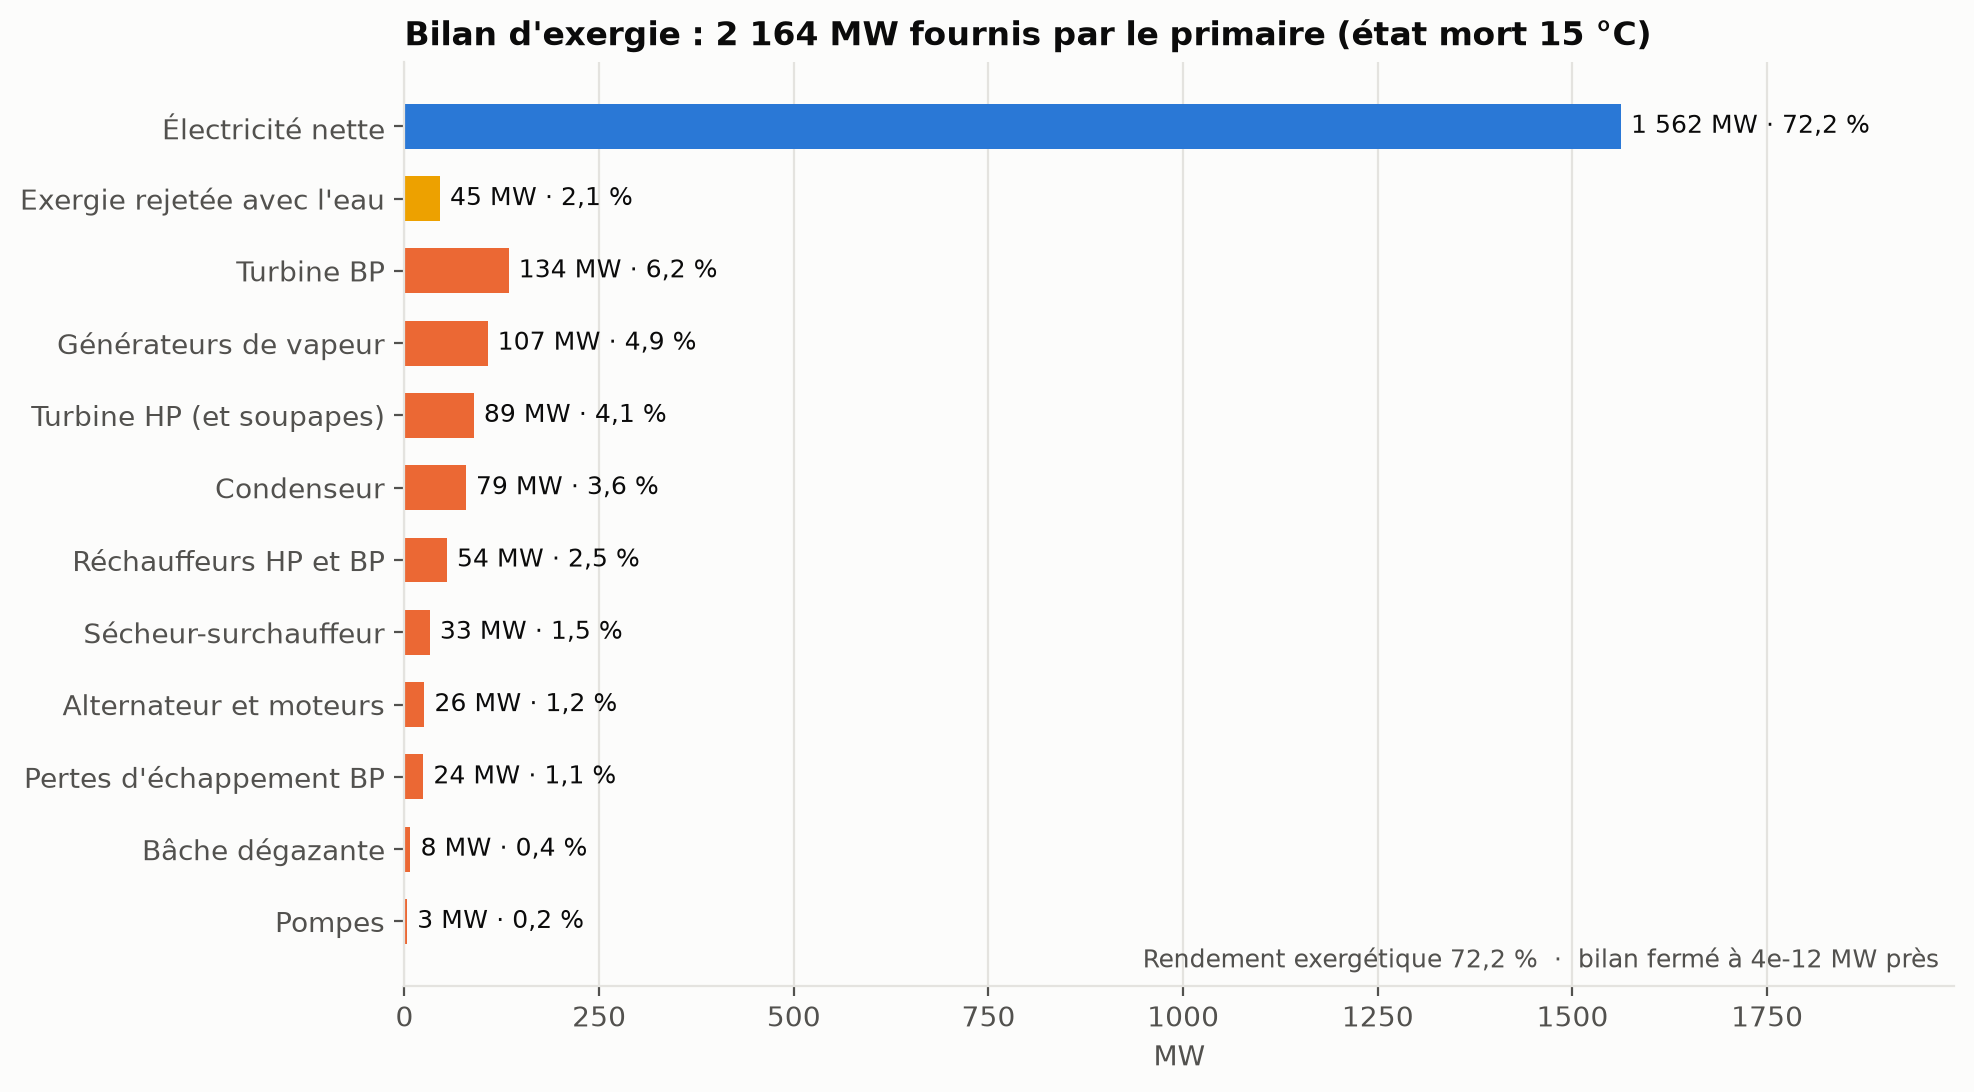 Bilan d'exergie : 2 164 MW fournis par le primaire (état mort 15 °C)
Électricité nette 1 562 MW · 72,2 %
Exergie rejetée avec l'eau 45 MW · 2,1 %
Turbine BP 134 MW · 6,2 %
Générateurs de vapeur 107 MW · 4,9 %
Turbine HP (et soupapes) 89 MW · 4,1 %
Condenseur 79 MW · 3,6 %
Réchauffeurs HP et BP 54 MW · 2,5 %
Sécheur-surchauffeur 33 MW · 1,5 %
Alternateur et moteurs 26 MW · 1,2 %
Pertes d'échappement BP 24 MW · 1,1 %
Bâche dégazante 8 MW · 0,4 %
Pompes 3 MW · 0,2 %
Rendement exergétique 72,2 % · bilan fermé à 4e-12 MW près
0 250 500 750 1000 1250 1500 1750
MW